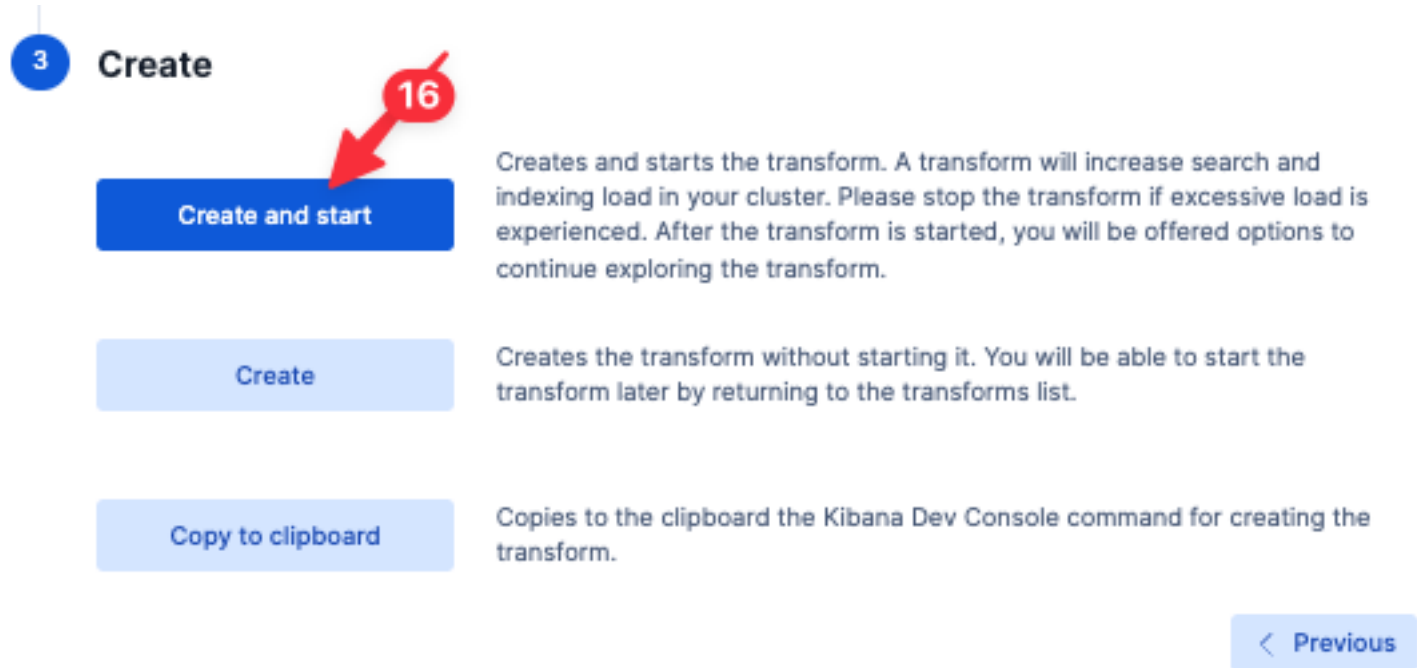 3
Create
16
Create and start
Creates and starts the transform. A transform will increase search and
indexing load in your cluster. Please stop the transform if excessive load is
experienced. After the transform is started, you will be offered options to
continue exploring the transform.
Create
Creates the transform without starting it. You will be able to start the
transform later by returning to the transforms list.
Copy to clipboard
Copies to the clipboard the Kibana Dev Console command for creating the
transform.
Previous